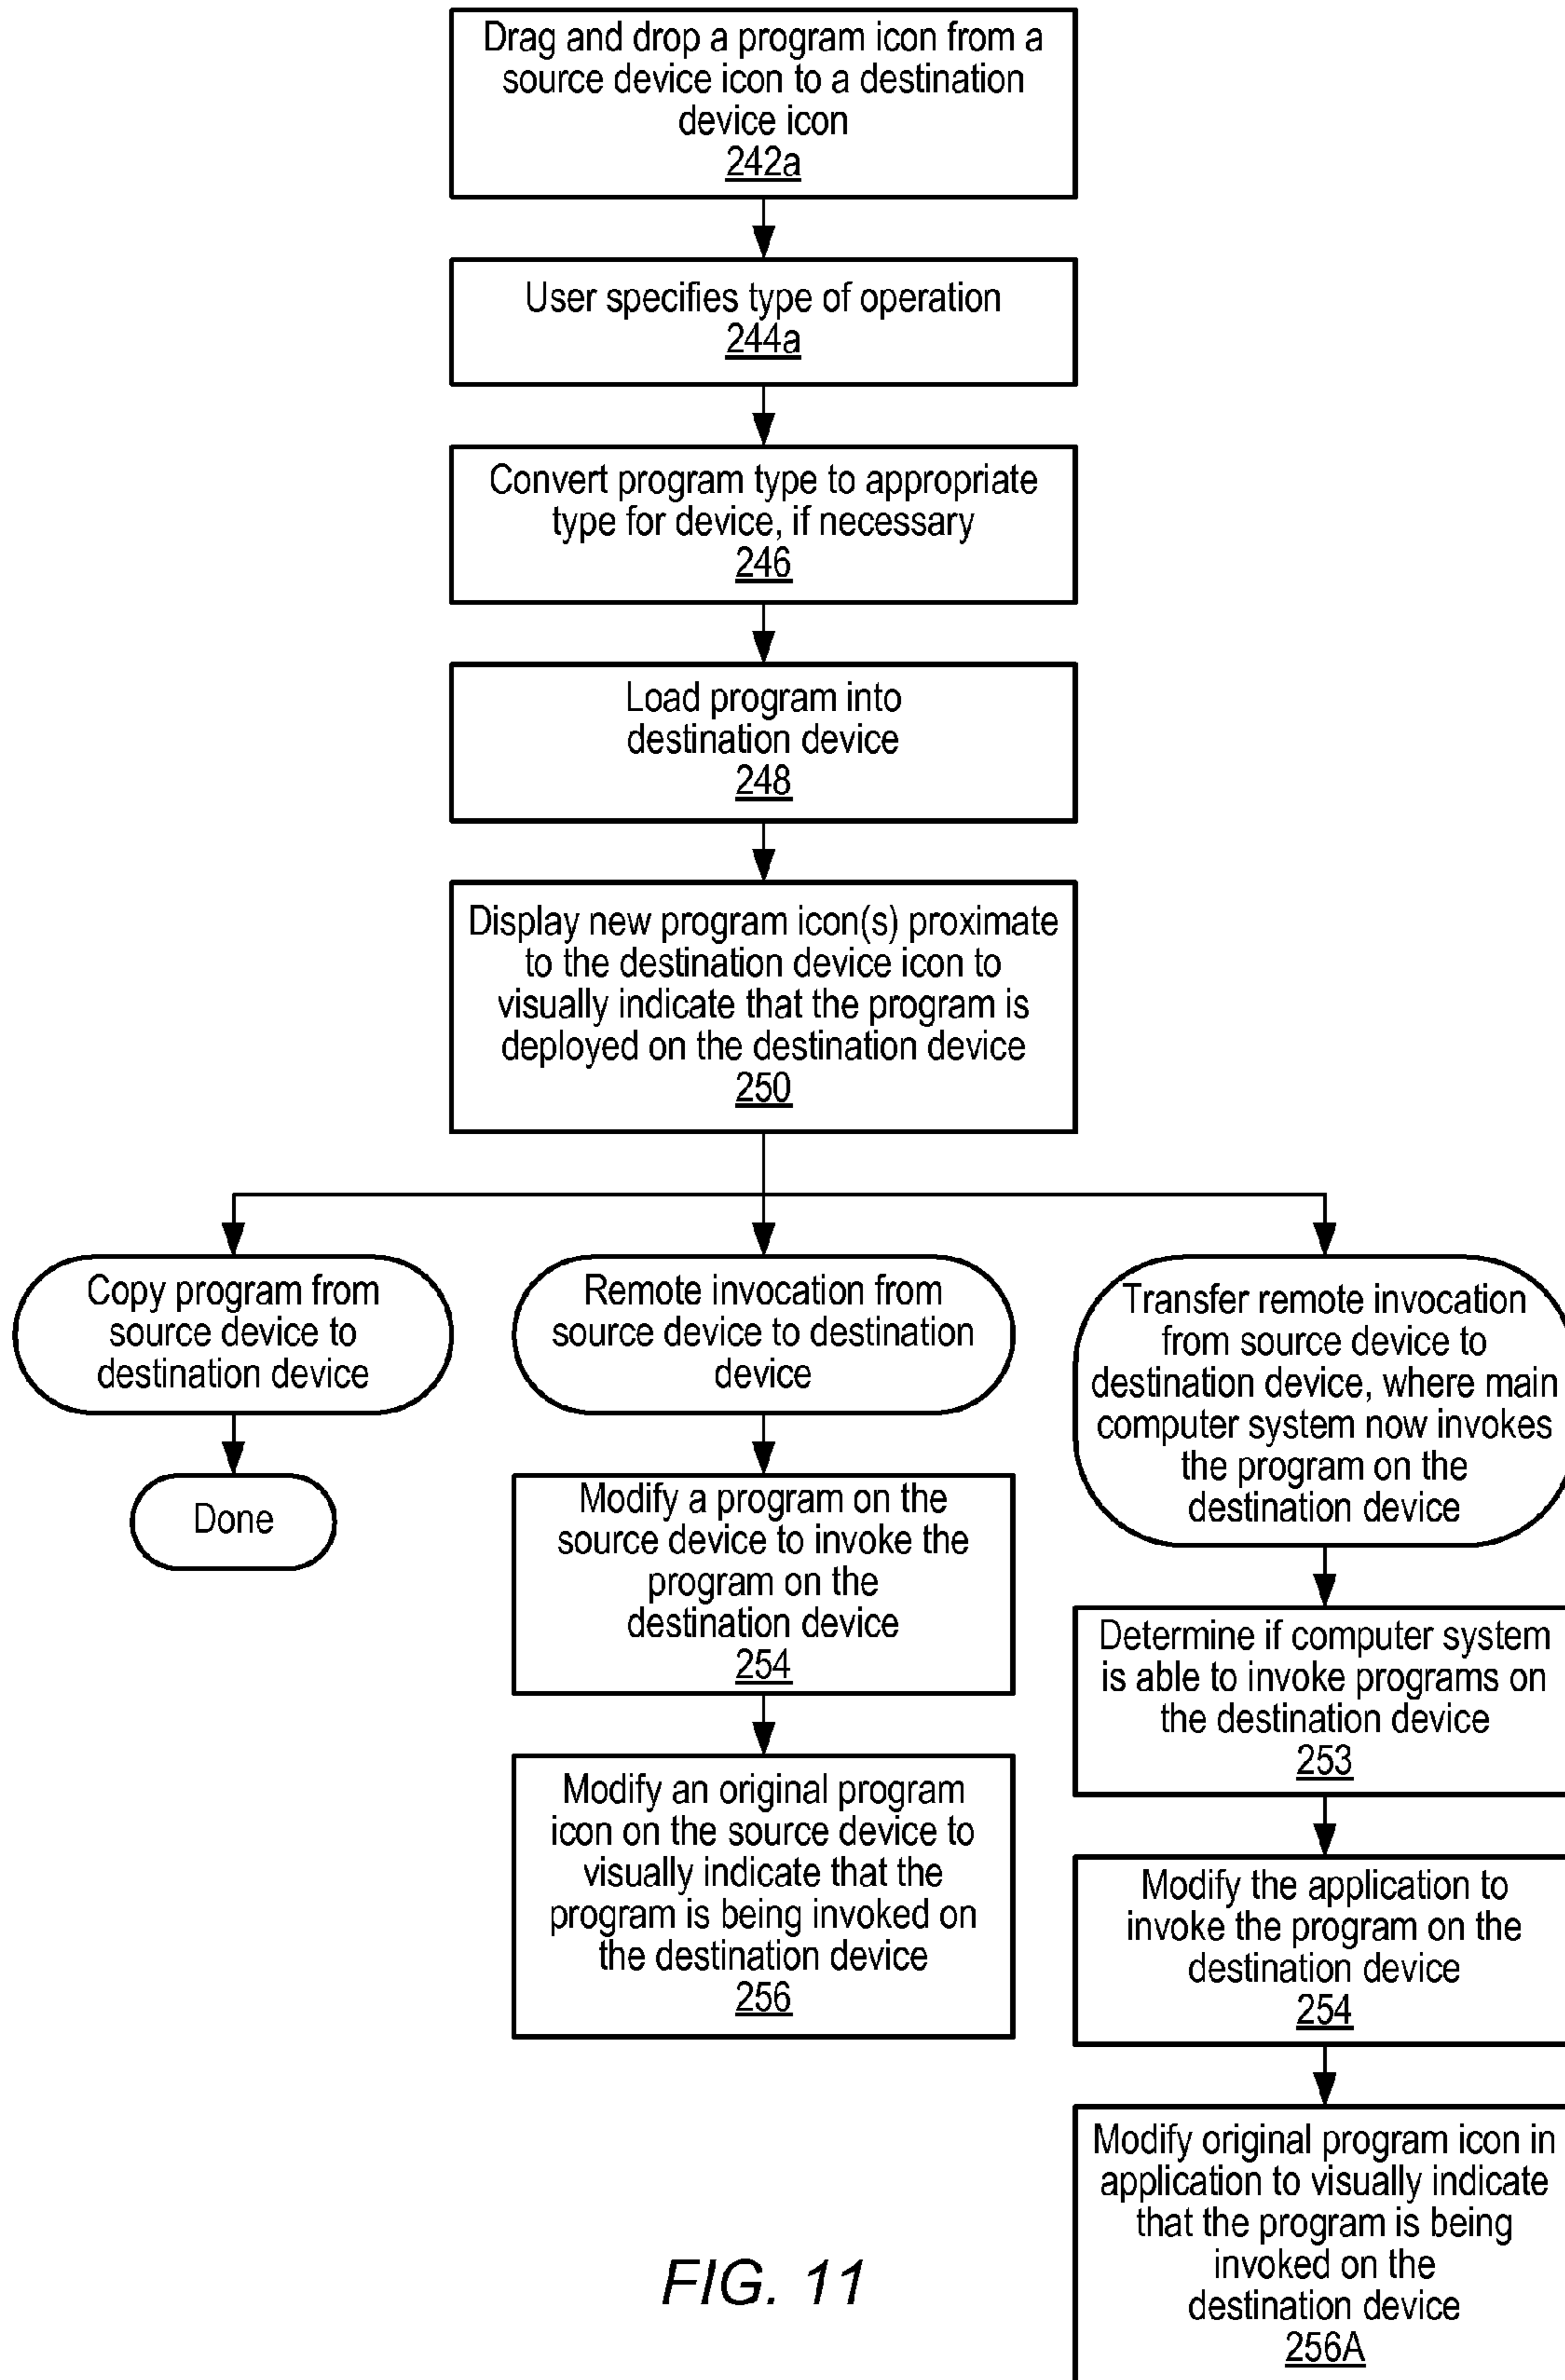 Drag and drop a program icon from a
source device icon to a destination
device icon
242a
User specifies type of operation
244a
Convert program type to appropriate
type for device, if necessary
246
Load program into
destination device
248
Display new program icon(s) proximate
to the destination device icon to
visually indicate that the program is
deployed on the destination device
250
Copy program from
source device to
destination device
Done
Remote invocation from
source device to destination
device
Modify a program on the
source device to invoke the
program on the
destination device
254
Modify an original program
icon on the source device to
visually indicate that the
program is being invoked on
the destination device
256
Transfer remote invocation
from source device to
destination device, where main
computer system now invokes
the program on the
destination device
Determine if computer system
is able to invoke programs on
the destination device
253
Modify the application to
invoke the program on the
destination device
254
Modify original program icon in
application to visually indicate
that the program is being
invoked on the
destination device
256A
FIG. 11